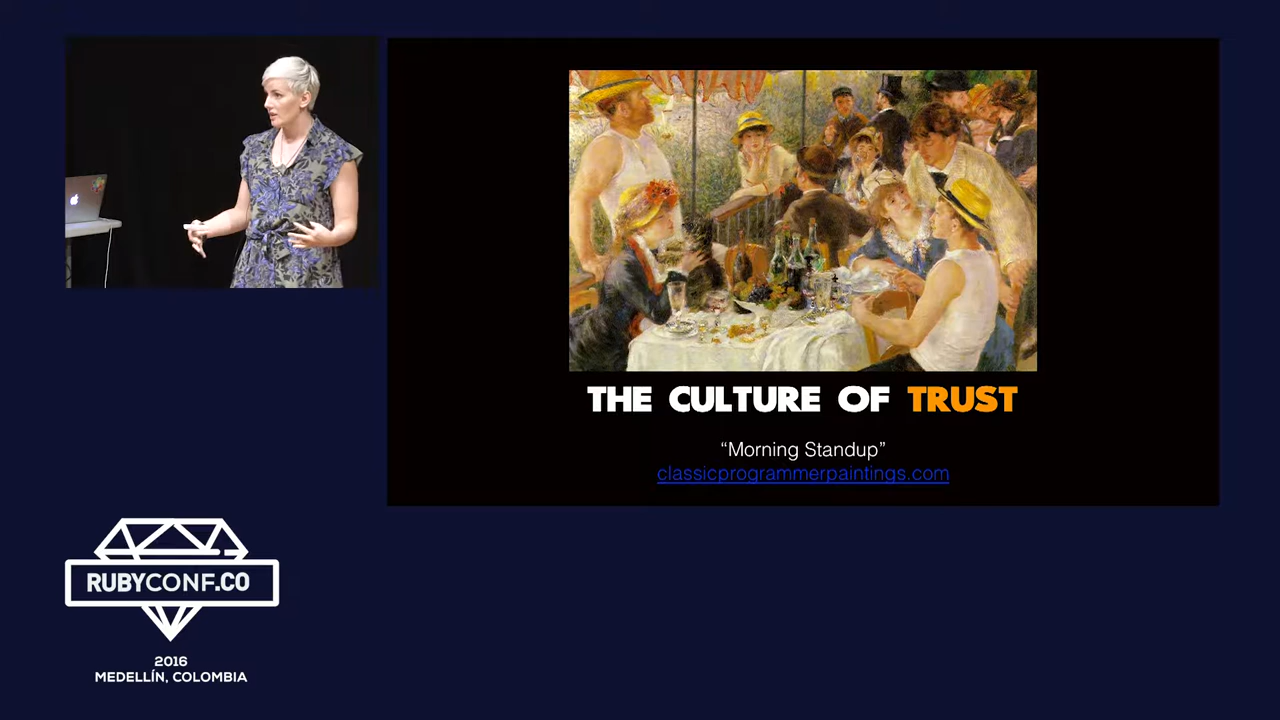 THE CULTURE OF TRUST
“Morning Standup”
classicprogrammerpaintings.com
RUBYCONF.CO
2016
MEDELLÍN, COLOMBIA